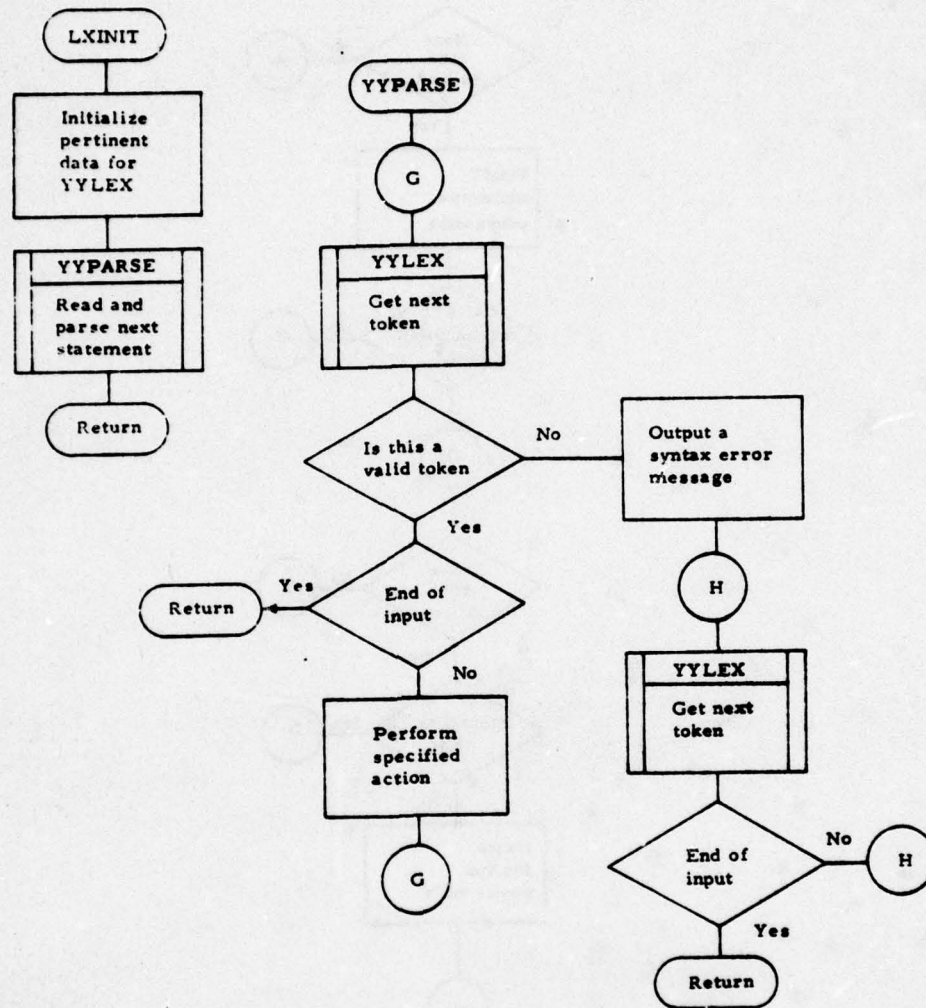 LXINIT
Initialize
pertinent
data for
YYLEX
YYPARSE
Read and
parse next
statement
Return
YYPARSE
G
YYLEX
Get next
token
Is this a
valid token
No
Output a
syntax error
message
Yes
End of
input
Yes
Return
No
Perform
specified
action
G
H
YYLEX
Get next
token
End of
input
No
H
Yes
Return